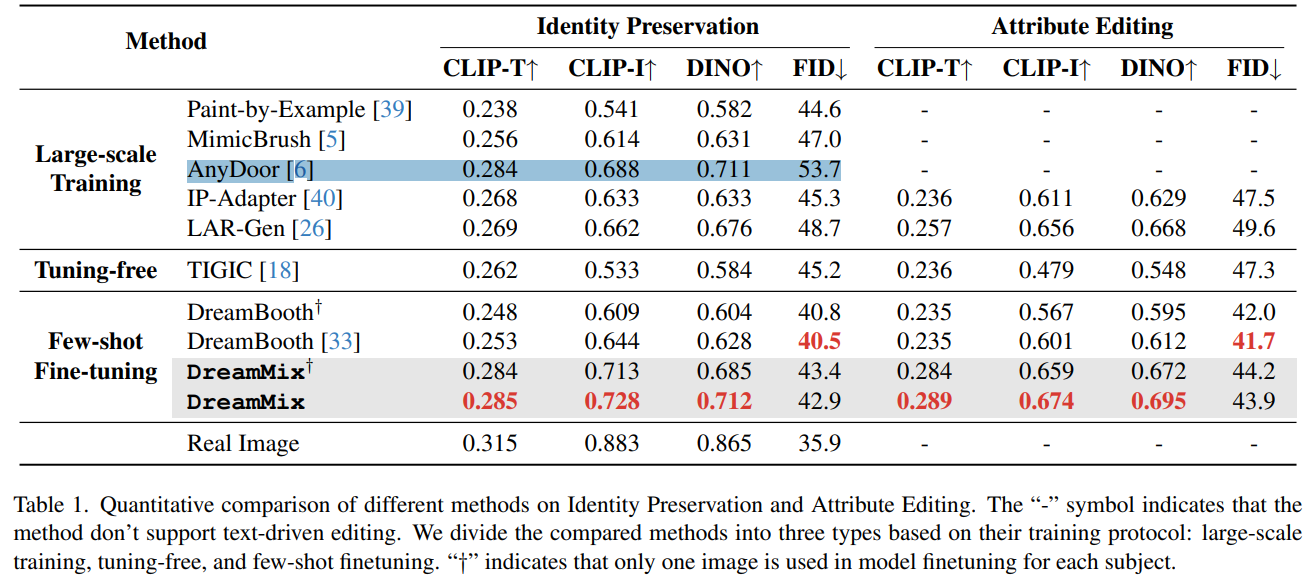 Method Identity Preservation Attribute Editing
CLIP-T↑ CLIP-I↑ DINO↑ FID↓ CLIP-T↑ CLIP-I↑ DINO↑ FID↓
Large-scale Training
Paint-by-Example [39] 0.238 0.541 0.582 44.6 - - - -
MimicBrush [5] 0.256 0.614 0.631 47.0 - - - -
AnyDoor [6] 0.284 0.688 0.711 53.7 - - - -
IP-Adapter [40] 0.268 0.633 0.633 45.3 0.236 0.611 0.629 47.5
LAR-Gen [26] 0.269 0.662 0.676 48.7 0.257 0.656 0.668 49.6
Tuning-free TIGIC [18] 0.262 0.533 0.584 45.2 0.236 0.479 0.548 47.3
Few-shot Fine-tuning
DreamBooth† 0.248 0.609 0.604 40.8 0.235 0.567 0.595 42.0
DreamBooth [33] 0.253 0.644 0.628 40.5 0.235 0.601 0.612 41.7
DreamMix† 0.284 0.713 0.685 43.4 0.284 0.659 0.672 44.2
DreamMix 0.285 0.728 0.712 42.9 0.289 0.674 0.695 43.9
Real Image 0.315 0.883 0.865 35.9 - - - -
Table 1. Quantitative comparison of different methods on Identity Preservation and Attribute Editing. The “-” symbol indicates that the
method don’t support text-driven editing. We divide the compared methods into three types based on their training protocol: large-scale
training, tuning-free, and few-shot finetuning. “†” indicates that only one image is used in model finetuning for each subject.